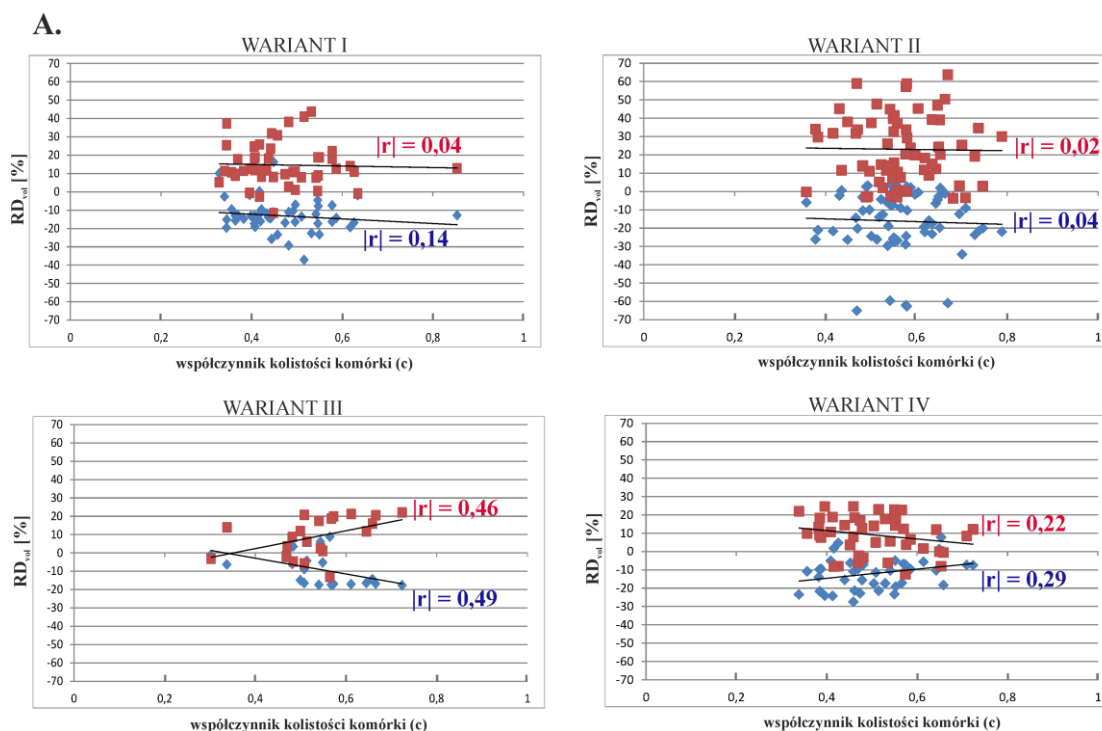 A.
WARIANT I
70
60
50
40
30
20
10
0
-10
-20
-30
-40
-50
-60
-70
RDvol [%]
|r| = 0,04
|r| = 0,14
0 0,2 0,4 0,6 0,8 1
współczynnik kolistości komórki (c)
WARIANT II
70
60
50
40
30
20
10
0
-10
-20
-30
-40
-50
-60
-70
RDvol [%]
|r| = 0,02
|r| = 0,04
0 0,2 0,4 0,6 0,8 1
współczynnik kolistości komórki (c)
WARIANT III
70
60
50
40
30
20
10
0
-10
-20
-30
-40
-50
-60
-70
RDvol [%]
|r| = 0,46
|r| = 0,49
0 0,2 0,4 0,6 0,8 1
współczynnik kolistości komórki (c)
WARIANT IV
70
60
50
40
30
20
10
0
-10
-20
-30
-40
-50
-60
-70
RDvol [%]
|r| = 0,22
|r| = 0,29
0 0,2 0,4 0,6 0,8 1
współczynnik kolistości komórki (c)